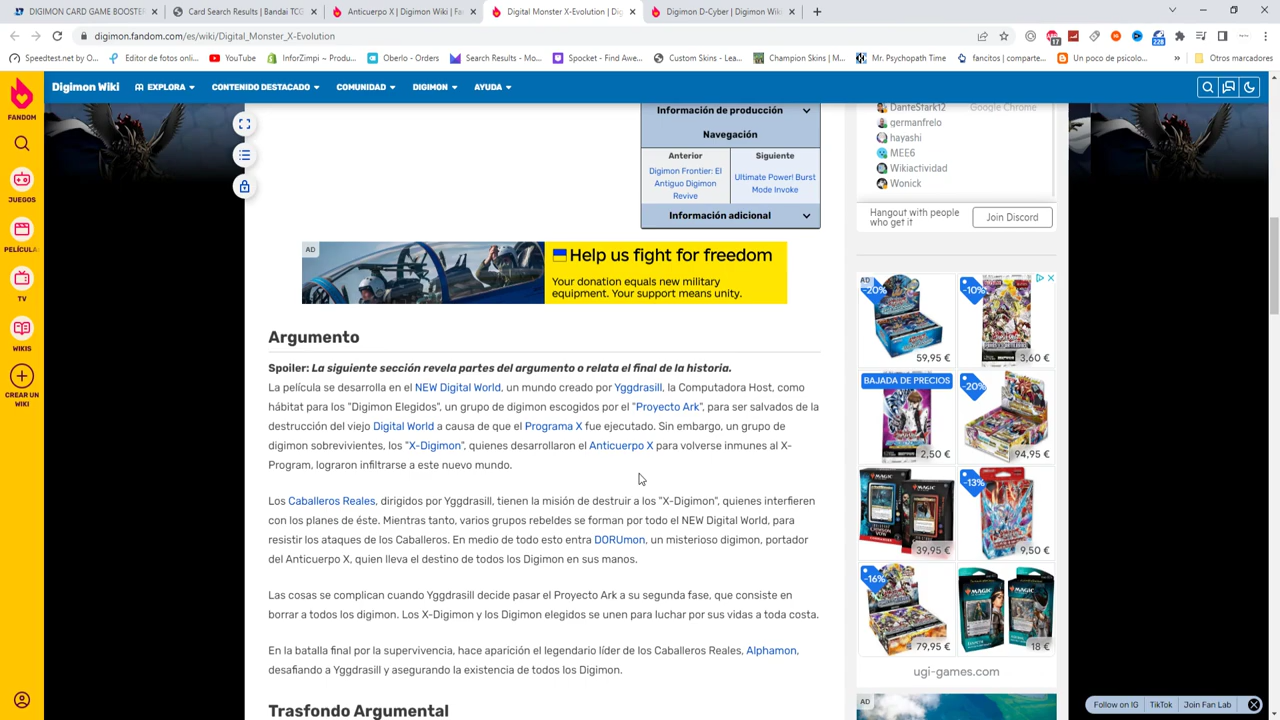 DIGIMON CARD GAME BOOSTER
Card Search Results | Bandai TCG
Anticuerpo X | Digimon Wiki | Fa
Digital Monster X-Evolution | Dig
Digimon D-Cyber | Digimon Wiki
digimon.fandom.com/es/wiki/Digital_Monster_X-Evolution
Speedtest.net by O...
Editor de fotos onli...
YouTube
InforZimpi ~ Produ...
Oberlo - Orders
Search Results - Mo...
Spocket - Find Awe...
Custom Skins - Lea...
Champion Skins | M...
Mr. Psychopath Time
fancitos | comparte...
Un poco de psicolo...
»
Otros marcadores
17
228
FANDOM
JUEGOS
PELÍCULA
TV
WIKIS
CREAR UN
WIKI
Digimon Wiki
EXPLORA
CONTENIDO DESTACADO
COMUNIDAD
DIGIMON
AYUDA
Información de producción
Navegación
Anterior
Siguiente
Digimon Frontier: El
Antiguo Digimon
Revive
Ultimate Power! Burst
Mode Invoke
Información adicional
AD
Help us fight for freedom
Your donation equals new military
equipment. Your support means unity.
Argumento
Spoiler: La siguiente sección revela partes del argumento o relata el final de la historia.
La película se desarrolla en el NEW Digital World, un mundo creado por Yggdrasill, la Computadora Host, como
hábitat para los "Digimon Elegidos", un grupo de digimon escogidos por el "Proyecto Ark", para ser salvados de la
destrucción del viejo Digital World a causa de que el Programa X fue ejecutado. Sin embargo, un grupo de
digimon sobrevivientes, los "X-Digimon", quienes desarrollaron el Anticuerpo X para volverse inmunes al X-
Program, lograron infiltrarse a este nuevo mundo.
Los Caballeros Reales, dirigidos por Yggdrasill, tienen la misión de destruir a los "X-Digimon", quienes interfieren
con los planes de éste. Mientras tanto, varios grupos rebeldes se forman por todo el NEW Digital World, para
resistir los ataques de los Caballeros. En medio de todo esto entra DORUmon, un misterioso digimon, portador
del Anticuerpo X, quien lleva el destino de todos los Digimon en sus manos.
Las cosas se complican cuando Yggdrasill decide pasar el Proyecto Ark a su segunda fase, que consiste en
borrar a todos los digimon. Los X-Digimon y los Digimon elegidos se unen para luchar por sus vidas a toda costa.
En la batalla final por la supervivencia, hace aparición el legendario líder de los Caballeros Reales, Alphamon,
desafiando a Yggdrasill y asegurando la existencia de todos los Digimon.
Trasfondo Argumental
DanteStark12
Google Chrome
germanfrelo
hayashi
MEE6
Wikiactividad
Wonick
Hangout with people
who get it
Join Discord
AD
-20%
59,95 €
-10%
3,60 €
BAJADA DE PRECIOS
2,50 €
-20%
94,95 €
39,95 €
-13%
9,50 €
-16%
79,95 €
18 €
ugi-games.com
AD
Follow on IG
TikTok
Join Fan Lab